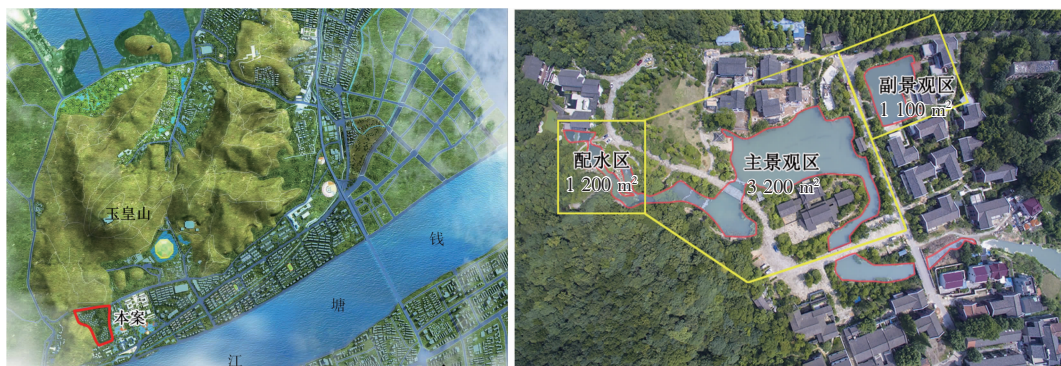 玉皇山
本案
钱
塘
江
配水区
1 200 m²
主景观区
3 200 m²
副景观区
1 100 m²